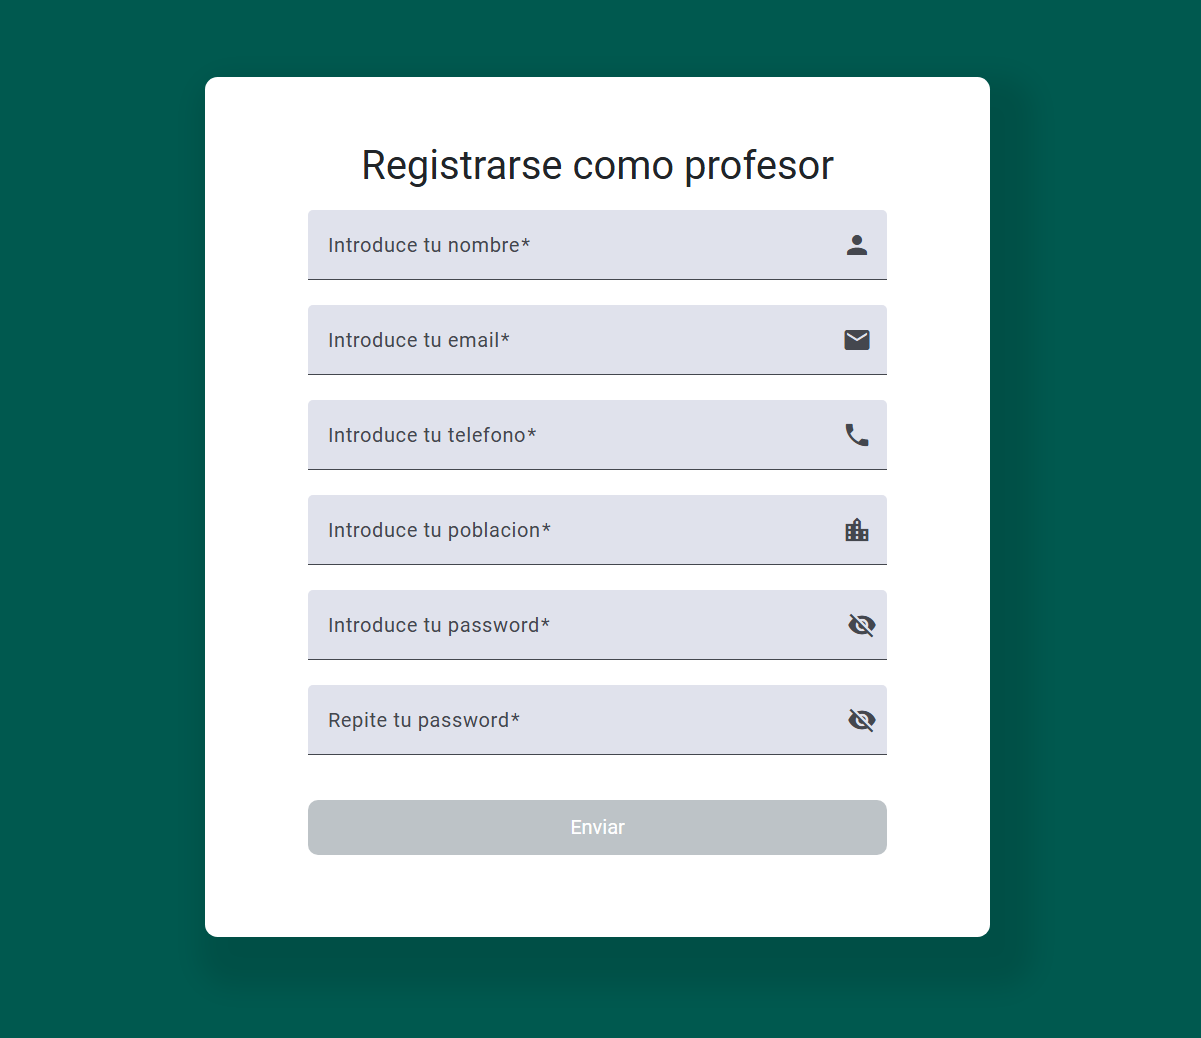 Registrarse como profesor
Introduce tu nombre*
Introduce tu email*
Introduce tu telefono*
Introduce tu poblacion*
Introduce tu password*
Repite tu password*
Enviar